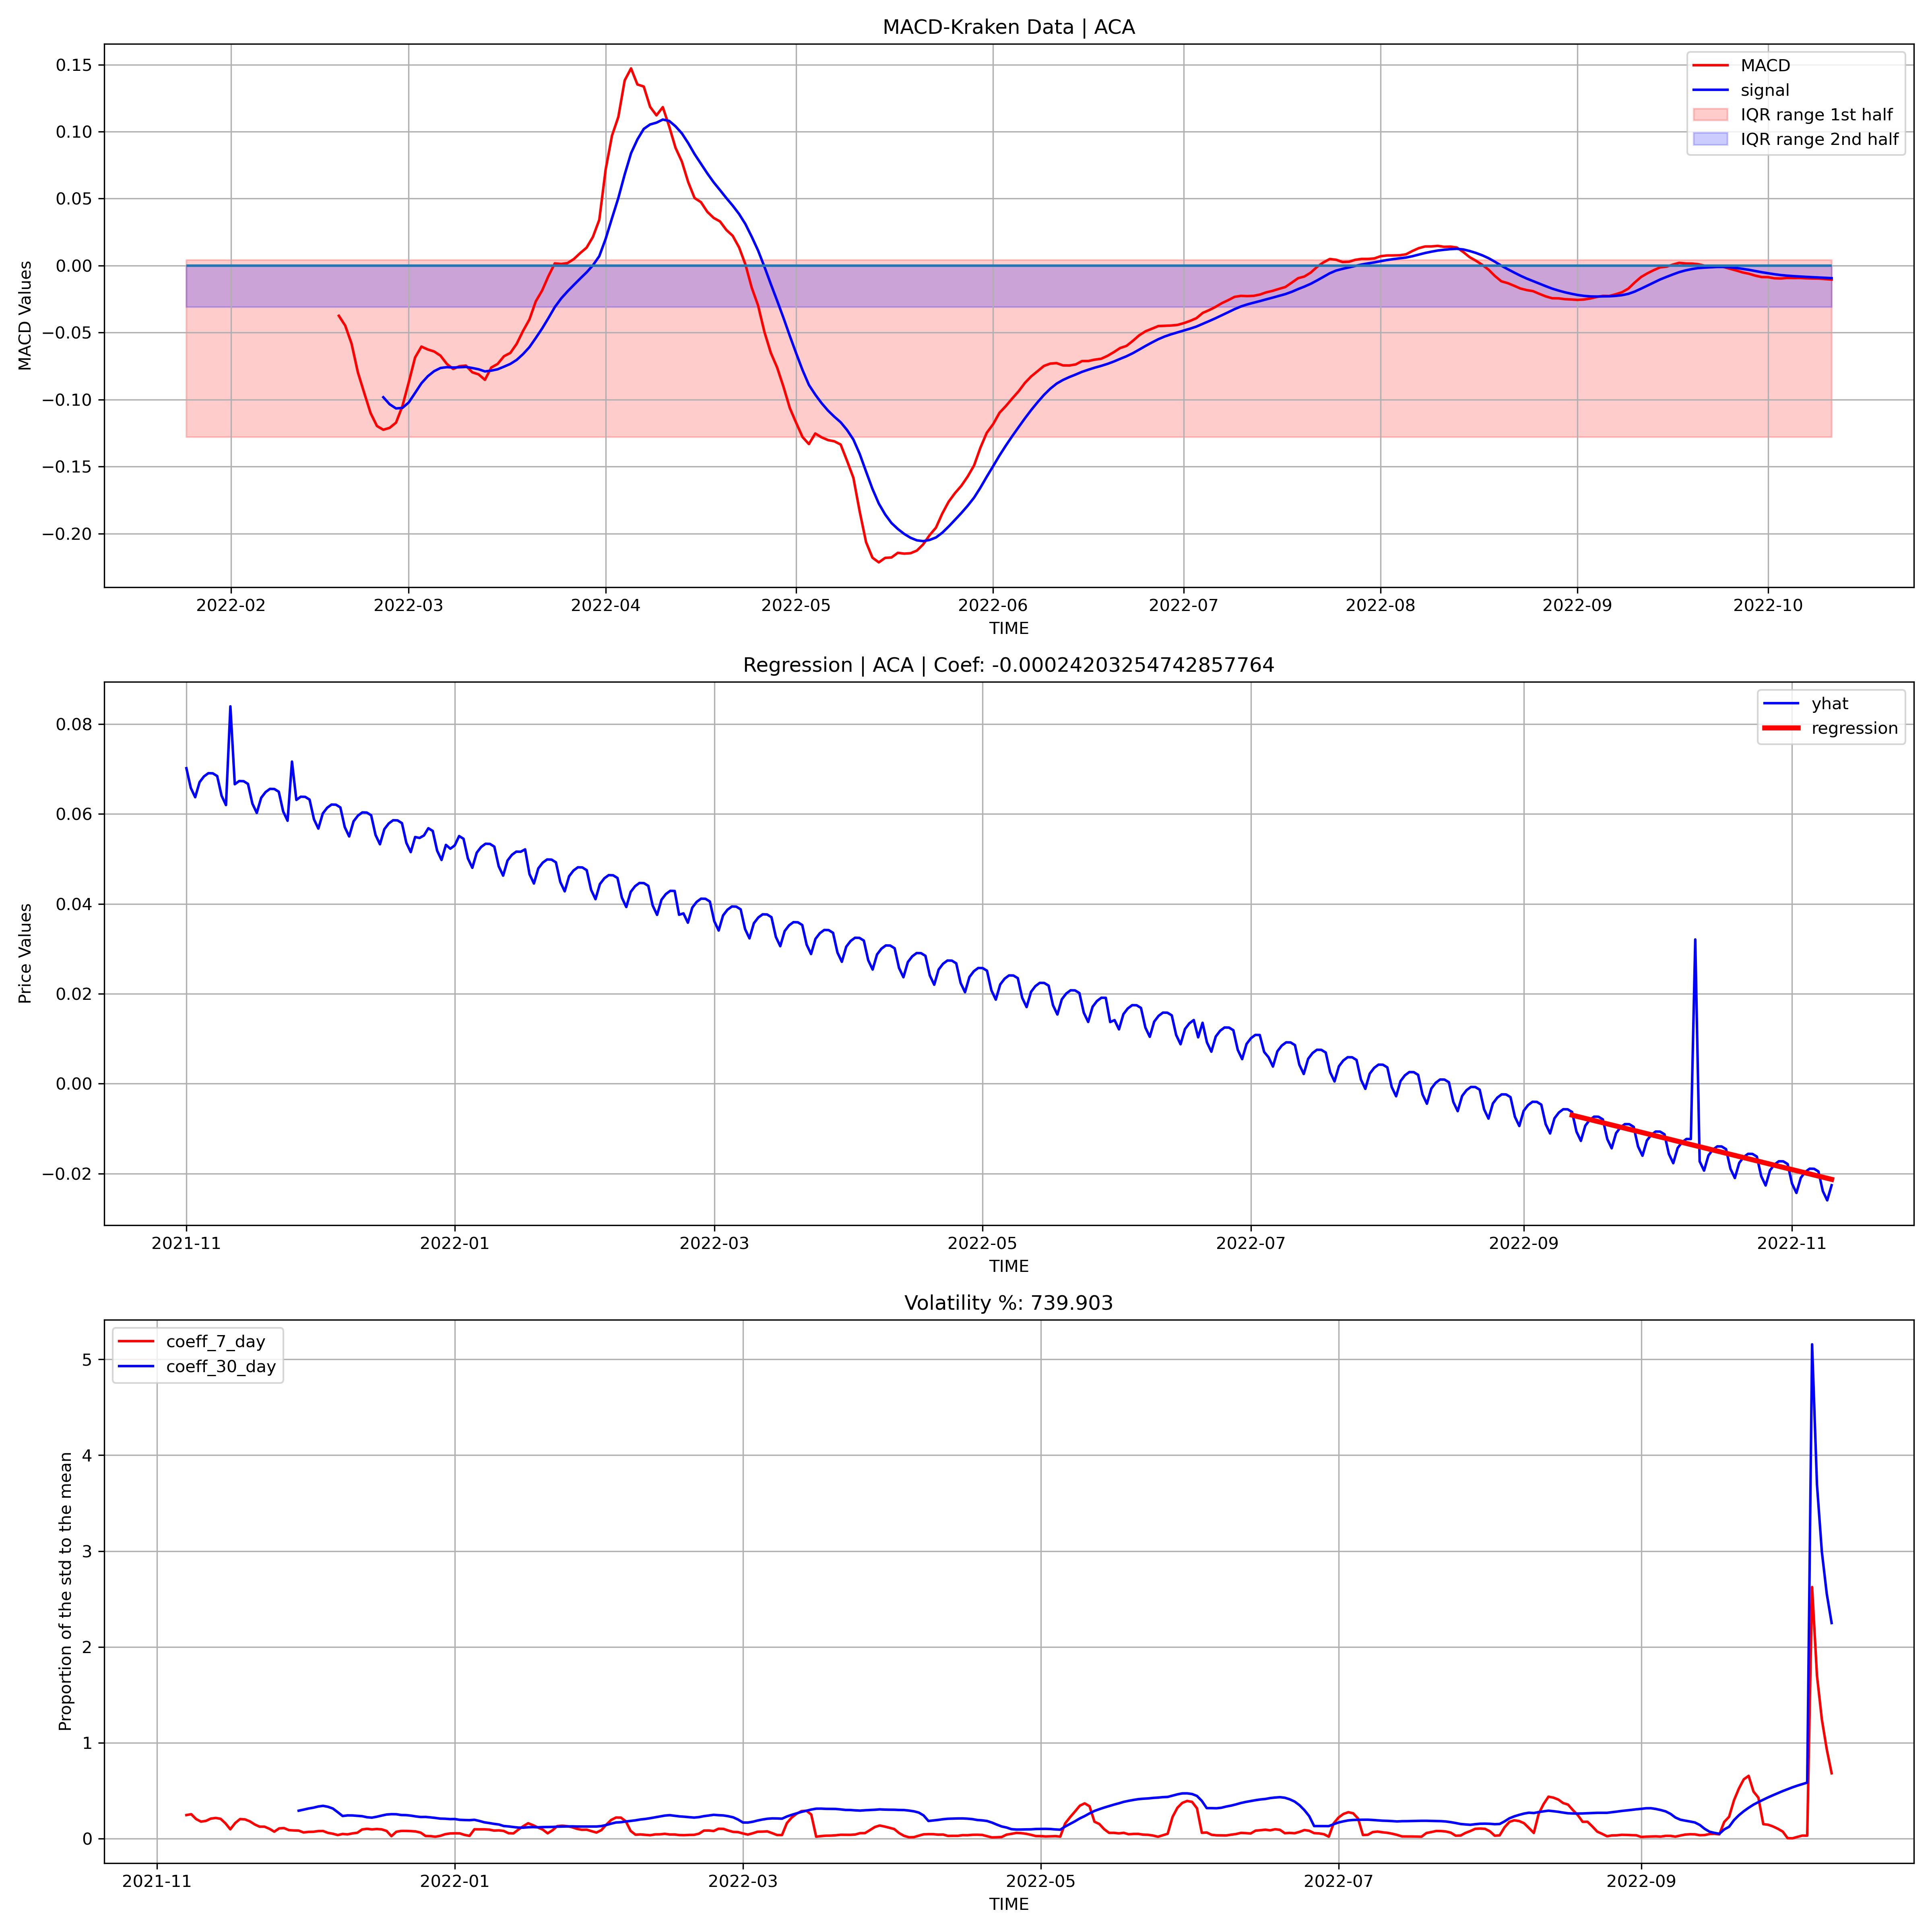 MACD-Kraken Data | ACA
MACD Values
0.15
0.10
0.05
0.00
−0.05
−0.10
−0.15
−0.20
MACD
signal
IQR range 1st half
IQR range 2nd half
2022-02 2022-03 2022-04 2022-05 2022-06 2022-07 2022-08 2022-09 2022-10
TIME
Regression | ACA | Coef: -0.00024203254742857764
Price Values
0.08
0.06
0.04
0.02
0.00
−0.02
yhat
regression
2021-11 2022-01 2022-03 2022-05 2022-07 2022-09 2022-11
TIME
Volatility %: 739.903
Proportion of the std to the mean
5
4
3
2
1
0
coeff_7_day
coeff_30_day
2021-11 2022-01 2022-03 2022-05 2022-07 2022-09
TIME